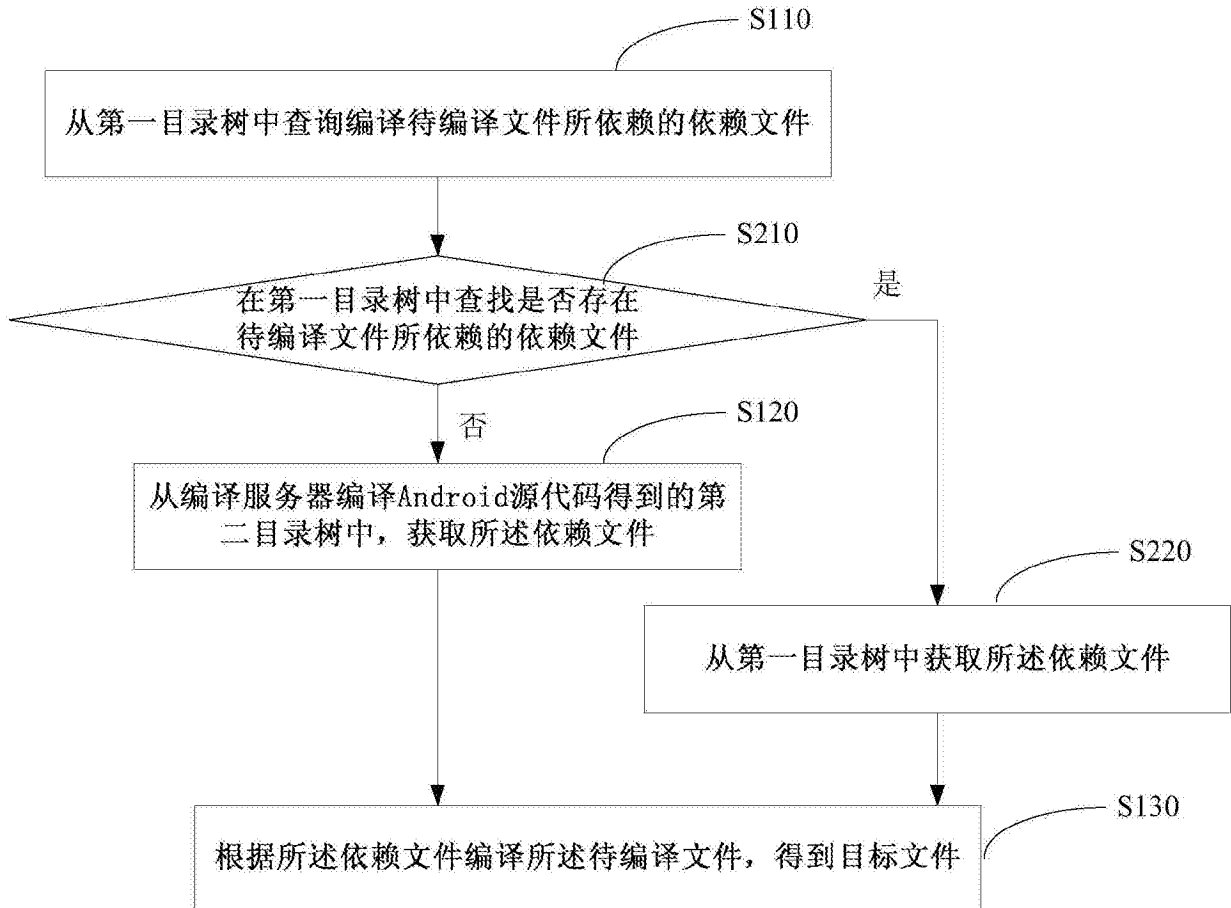 S110
从第一目录树中查询编译待编译文件所依赖的依赖文件
S210
在第一目录树中查找是否存在
待编译文件所依赖的依赖文件
是
否
S120
从编译服务器编译Android源代码得到的第
二目录树中，获取所述依赖文件
S220
从第一目录树中获取所述依赖文件
S130
根据所述依赖文件编译所述待编译文件，得到目标文件